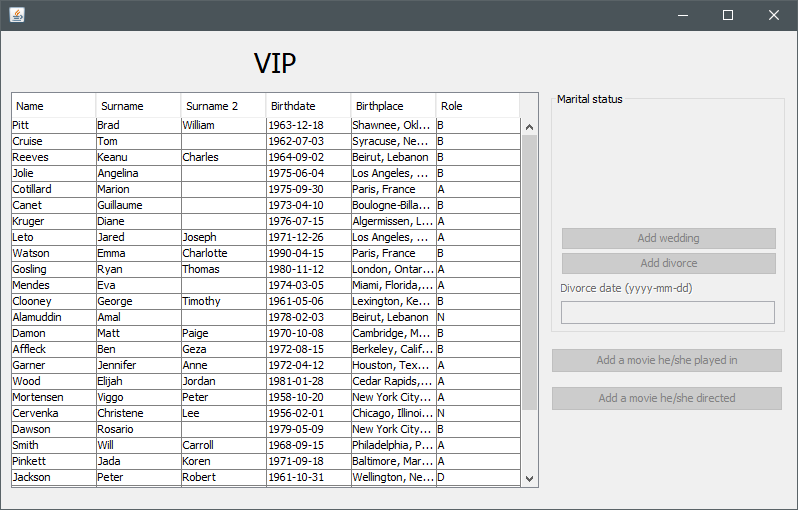 VIP
Name Surname Surname 2 Birthdate Birthplace Role
Pitt Brad William 1963-12-18 Shawnee, Okl... B
Cruise Tom 1962-07-03 Syracuse, Ne... B
Reeves Keanu Charles 1964-09-02 Beirut, Lebanon B
Jolie Angelina 1975-06-04 Los Angeles, ... B
Cotillard Marion 1975-09-30 Paris, France A
Canet Guillaume 1973-04-10 Boulogne-Billa... B
Kruger Diane 1976-07-15 Algermissen, L... A
Leto Jared Joseph 1971-12-26 Los Angeles, ... A
Watson Emma Charlotte 1990-04-15 Paris, France B
Gosling Ryan Thomas 1980-11-12 London, Ontar... A
Mendes Eva 1974-03-05 Miami, Florida,... A
Clooney George Timothy 1961-05-06 Lexington, Ke... B
Alamuddin Amal 1978-02-03 Beirut, Lebanon N
Damon Matt Paige 1970-10-08 Cambridge, M... B
Affleck Ben Geza 1972-08-15 Berkeley, Calif... B
Garner Jennifer Anne 1972-04-12 Houston, Tex... A
Wood Elijah Jordan 1981-01-28 Cedar Rapids,... A
Mortensen Viggo Peter 1958-10-20 New York City... A
Cervenka Christene Lee 1956-02-01 Chicago, Illinoi... N
Dawson Rosario 1979-05-09 New York City... B
Smith Will Carroll 1968-09-15 Philadelphia, P... A
Pinkett Jada Koren 1971-09-18 Baltimore, Mar... A
Jackson Peter Robert 1961-10-31 Wellington, Ne... D
Marital status
Add wedding
Add divorce
Divorce date (yyyy-mm-dd)
Add a movie he/she played in
Add a movie he/she directed